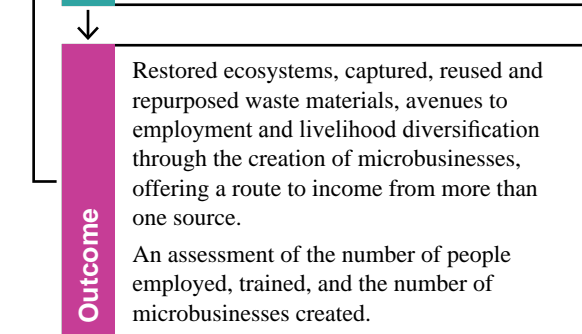 Restored ecosystems, captured, reused and
repurposed waste materials, avenues to
employment and livelihood diversification
through the creation of microbusinesses,
offering a route to income from more than
one source.
An assessment of the number of people
employed, trained, and the number of
microbusinesses created.
Outcome